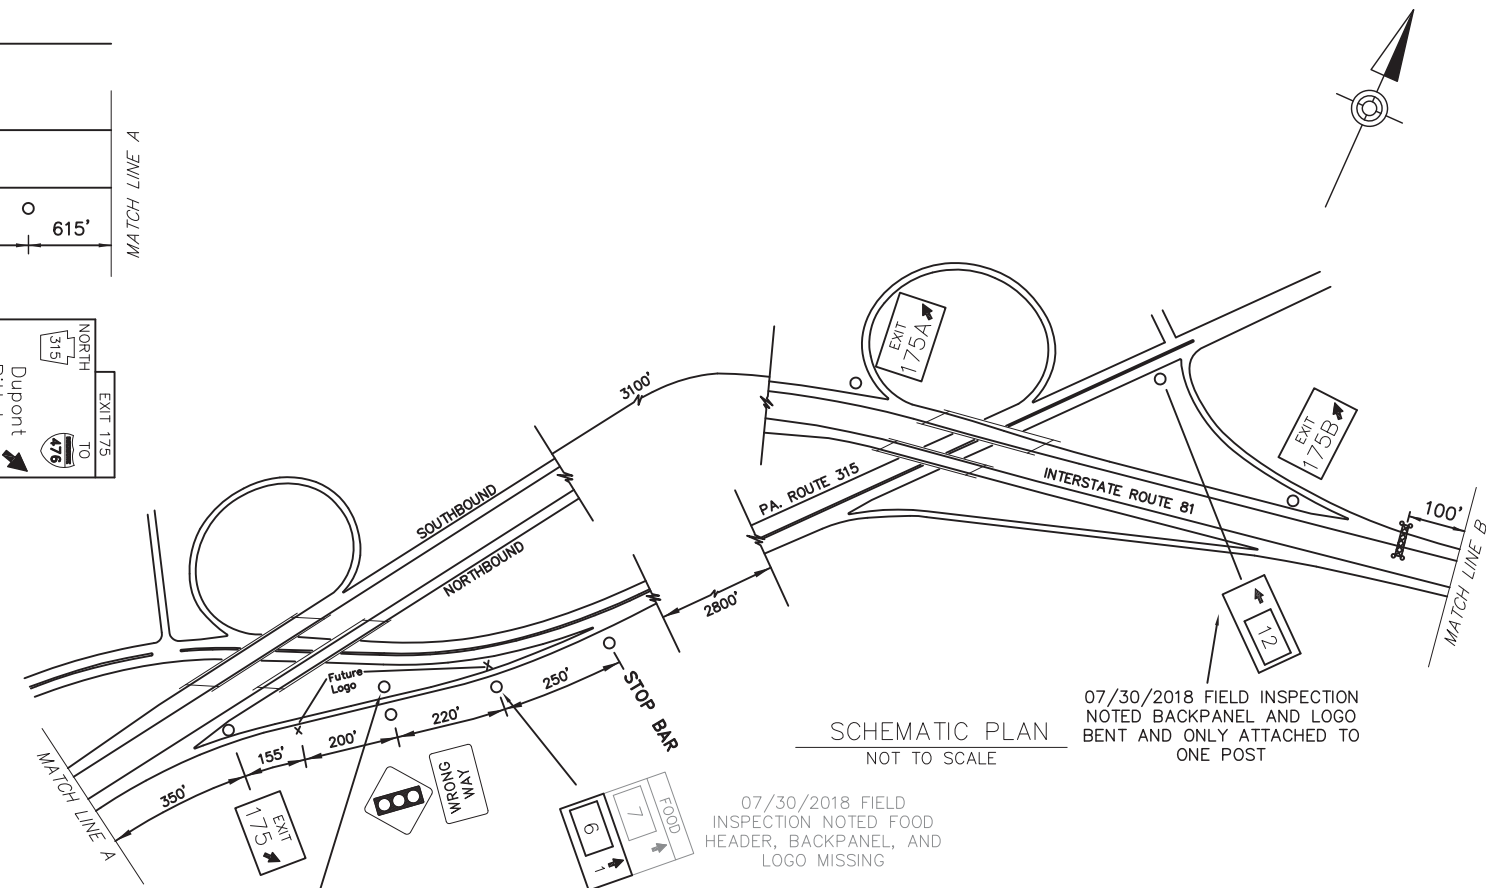 MATCH LINE A
615'
NORTH
315
Dupont
EXIT 175
TO
476
3100'
SOUTHBOUND
NORTHBOUND
EXIT
175A
EXIT
175B
PA. ROUTE 315
INTERSTATE ROUTE 81
100'
MATCH LINE B
2800'
12
07/30/2018 FIELD INSPECTION
NOTED BACKPANEL AND LOGO
BENT AND ONLY ATTACHED TO
ONE POST
SCHEMATIC PLAN
NOT TO SCALE
Future
Logo
250'
STOP BAR
220'
200'
155'
350'
MATCH LINE A
EXIT
175
WRONG
WAY
FOOD
7
6
1
07/30/2018 FIELD
INSPECTION NOTED FOOD
HEADER, BACKPANEL, AND
LOGO MISSING